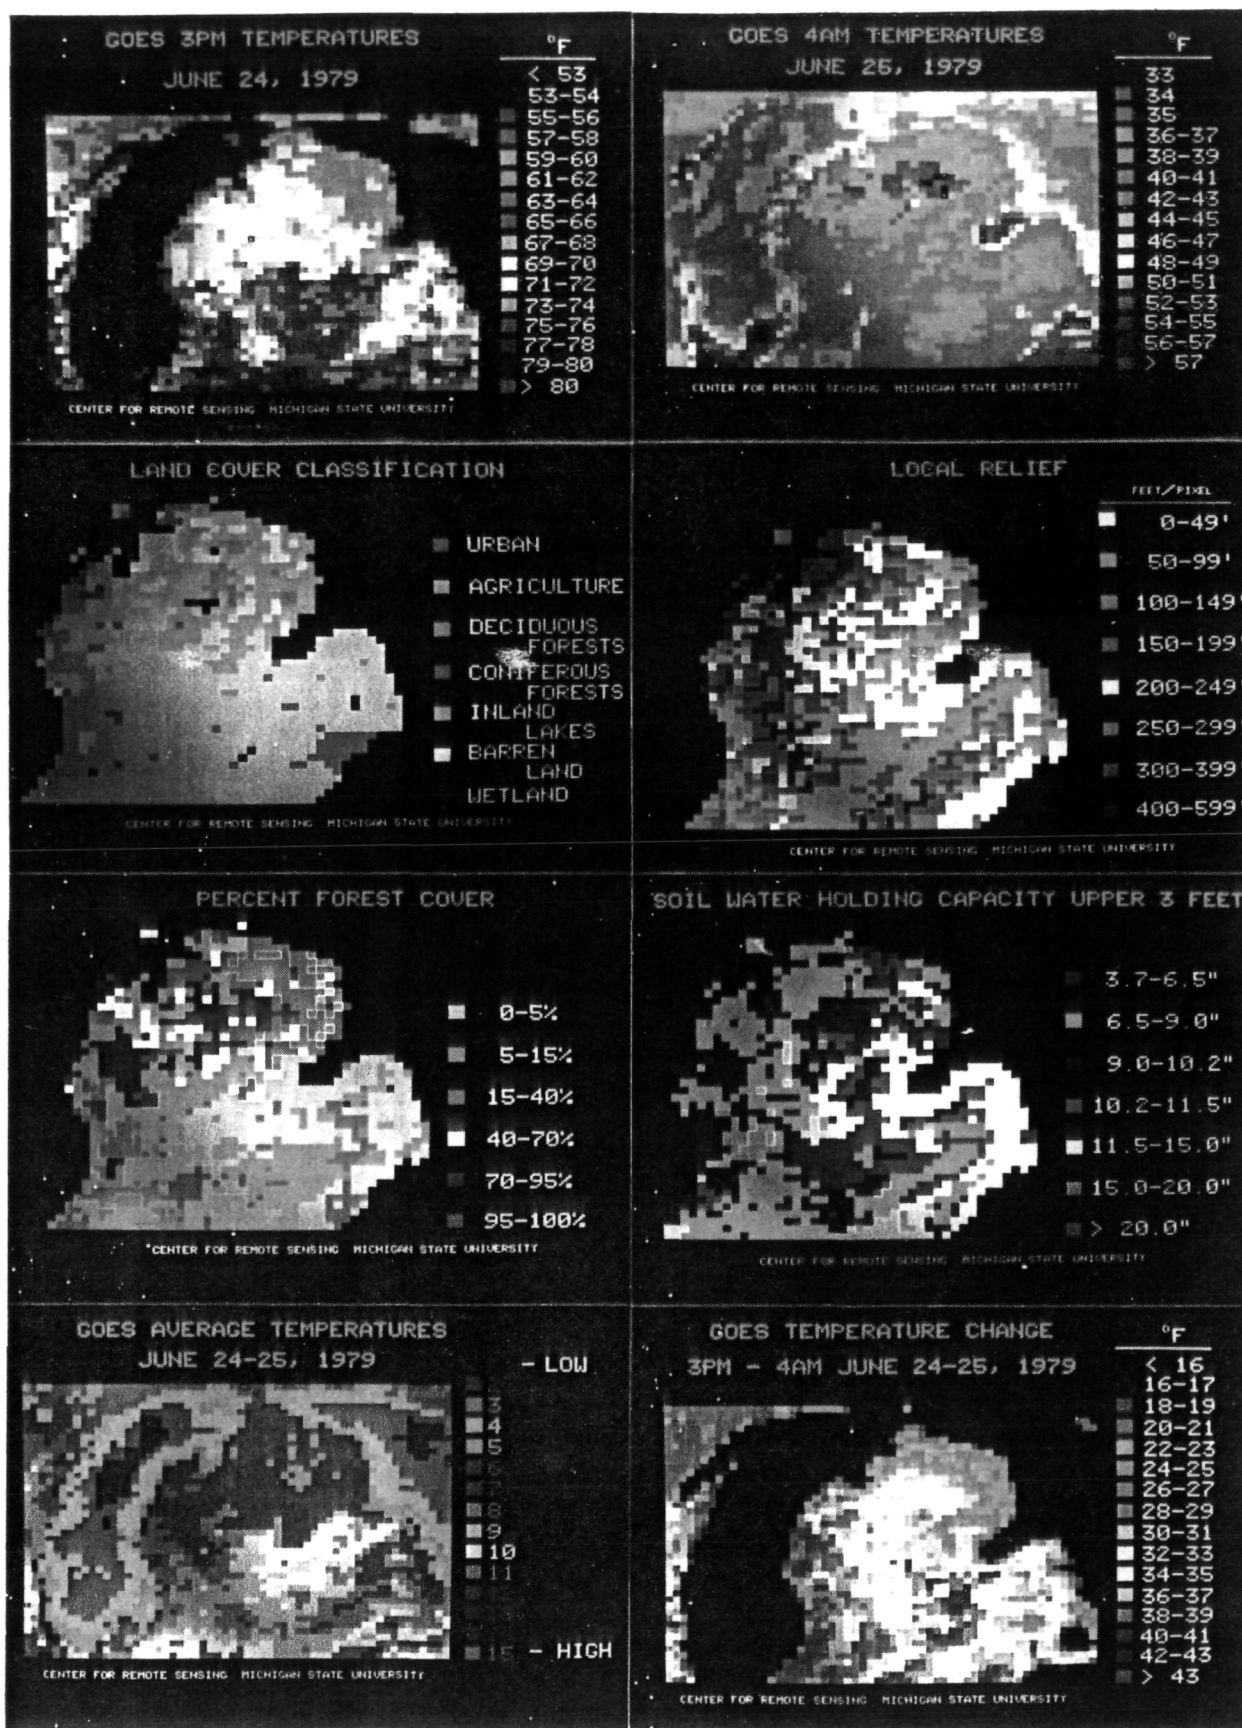 GOES 3PM TEMPERATURES
JUNE 24, 1979
°F
< 53
53-54
55-56
57-58
59-60
61-62
63-64
65-66
67-68
69-70
71-72
73-74
75-76
77-78
79-80
> 80
CENTER FOR REMOTE SENSING MICHIGAN STATE UNIVERSITY
GOES 4AM TEMPERATURES
JUNE 25, 1979
°F
33
34
35
36-37
38-39
40-41
42-43
44-45
46-47
48-49
50-51
52-53
54-55
56-57
> 57
CENTER FOR REMOTE SENSING MICHIGAN STATE UNIVERSITY
LAND COVER CLASSIFICATION
URBAN
AGRICULTURE
DECIDUOUS
FORESTS
CONIFEROUS
FORESTS
INLAND
LAKES
BARREN
LAND
WETLAND
CENTER FOR REMOTE SENSING MICHIGAN STATE UNIVERSITY
LOCAL RELIEF
FEET/PIXEL
0-49'
50-99'
100-149'
150-199'
200-249'
250-299'
300-399'
400-599'
CENTER FOR REMOTE SENSING MICHIGAN STATE UNIVERSITY
PERCENT FOREST COVER
0-5%
5-15%
15-40%
40-70%
70-95%
95-100%
CENTER FOR REMOTE SENSING MICHIGAN STATE UNIVERSITY
SOIL WATER HOLDING CAPACITY UPPER 3 FEET
3.7-6.5"
6.5-9.0"
9.0-10.2"
10.2-11.5"
11.5-15.0"
15.0-20.0"
> 20.0"
CENTER FOR REMOTE SENSING MICHIGAN STATE UNIVERSITY
GOES AVERAGE TEMPERATURES
JUNE 24-25, 1979
- LOW
3
4
5
8
9
10
11
15 - HIGH
CENTER FOR REMOTE SENSING MICHIGAN STATE UNIVERSITY
GOES TEMPERATURE CHANGE
3PM - 4AM JUNE 24-25, 1979
°F
< 16
16-17
18-19
20-21
22-23
24-25
26-27
28-29
30-31
32-33
34-35
36-37
38-39
40-41
42-43
> 43
CENTER FOR REMOTE SENSING MICHIGAN STATE UNIVERSITY